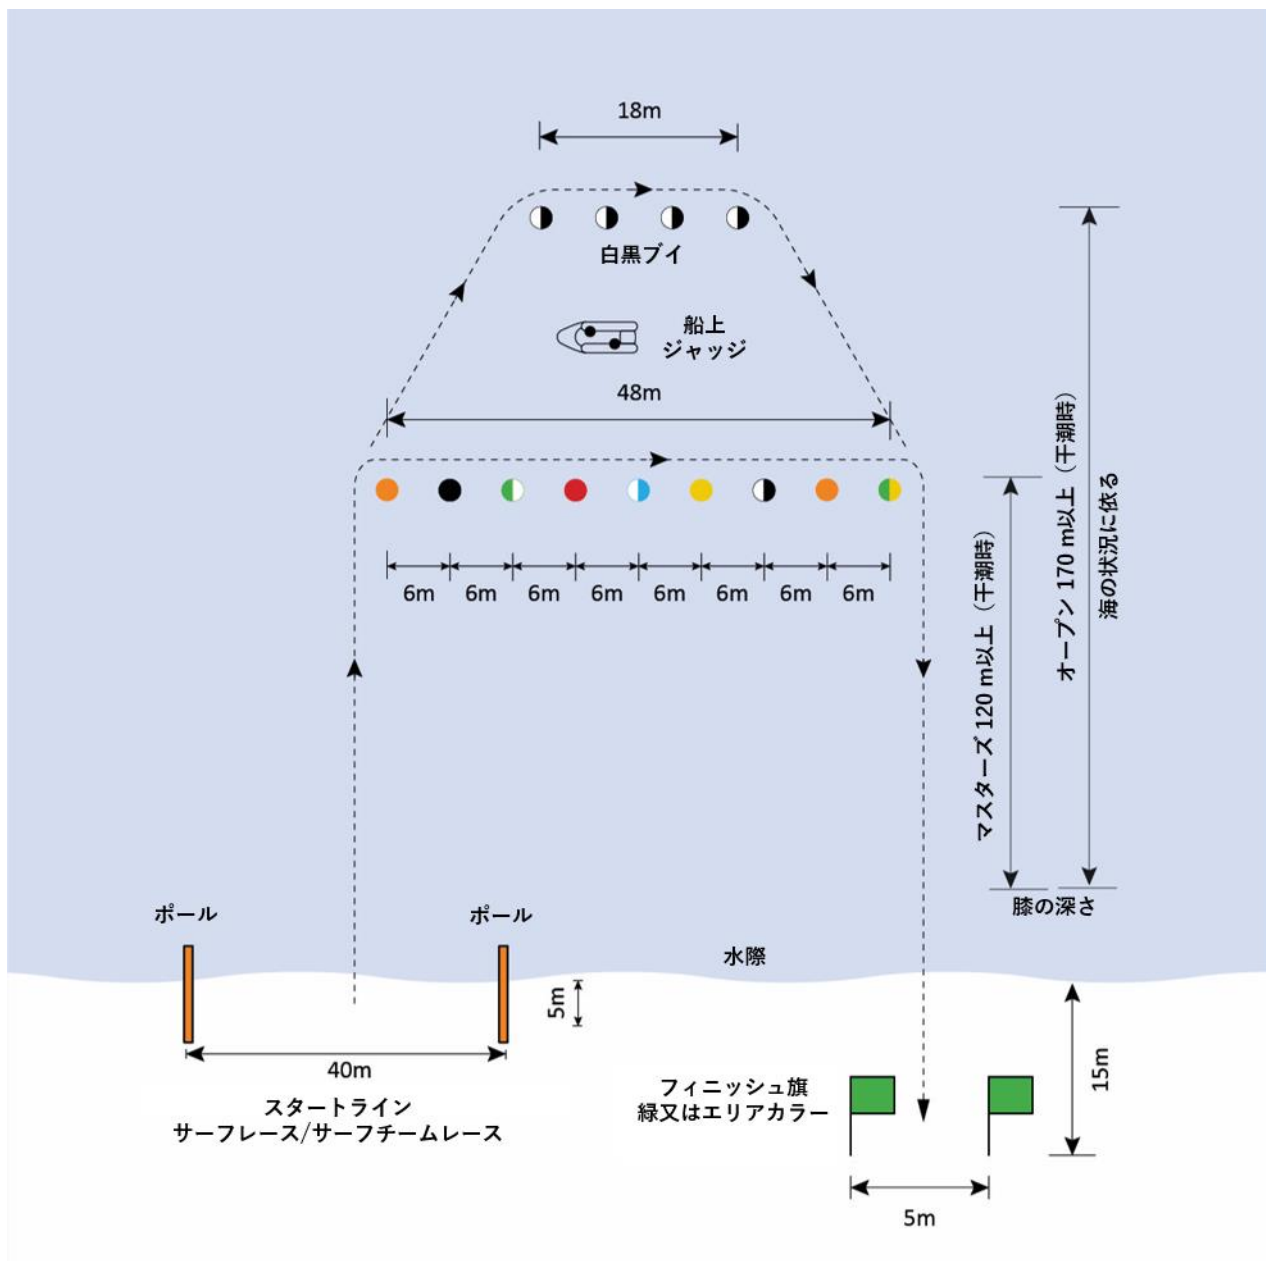 18m
白黒ブイ
船上
ジャッジ
48m
6m 6m 6m 6m 6m 6m 6m 6m
マスターズ 120 m以上（干潮時）
オープン 170 m以上（干潮時）
海の状況に依る
膝の深さ
ポール
ポール
水際
5m
40m
スタートライン
サーフレース/サーフチームレース
フィニッシュ旗
緑又はエリアカラー
15m
5m